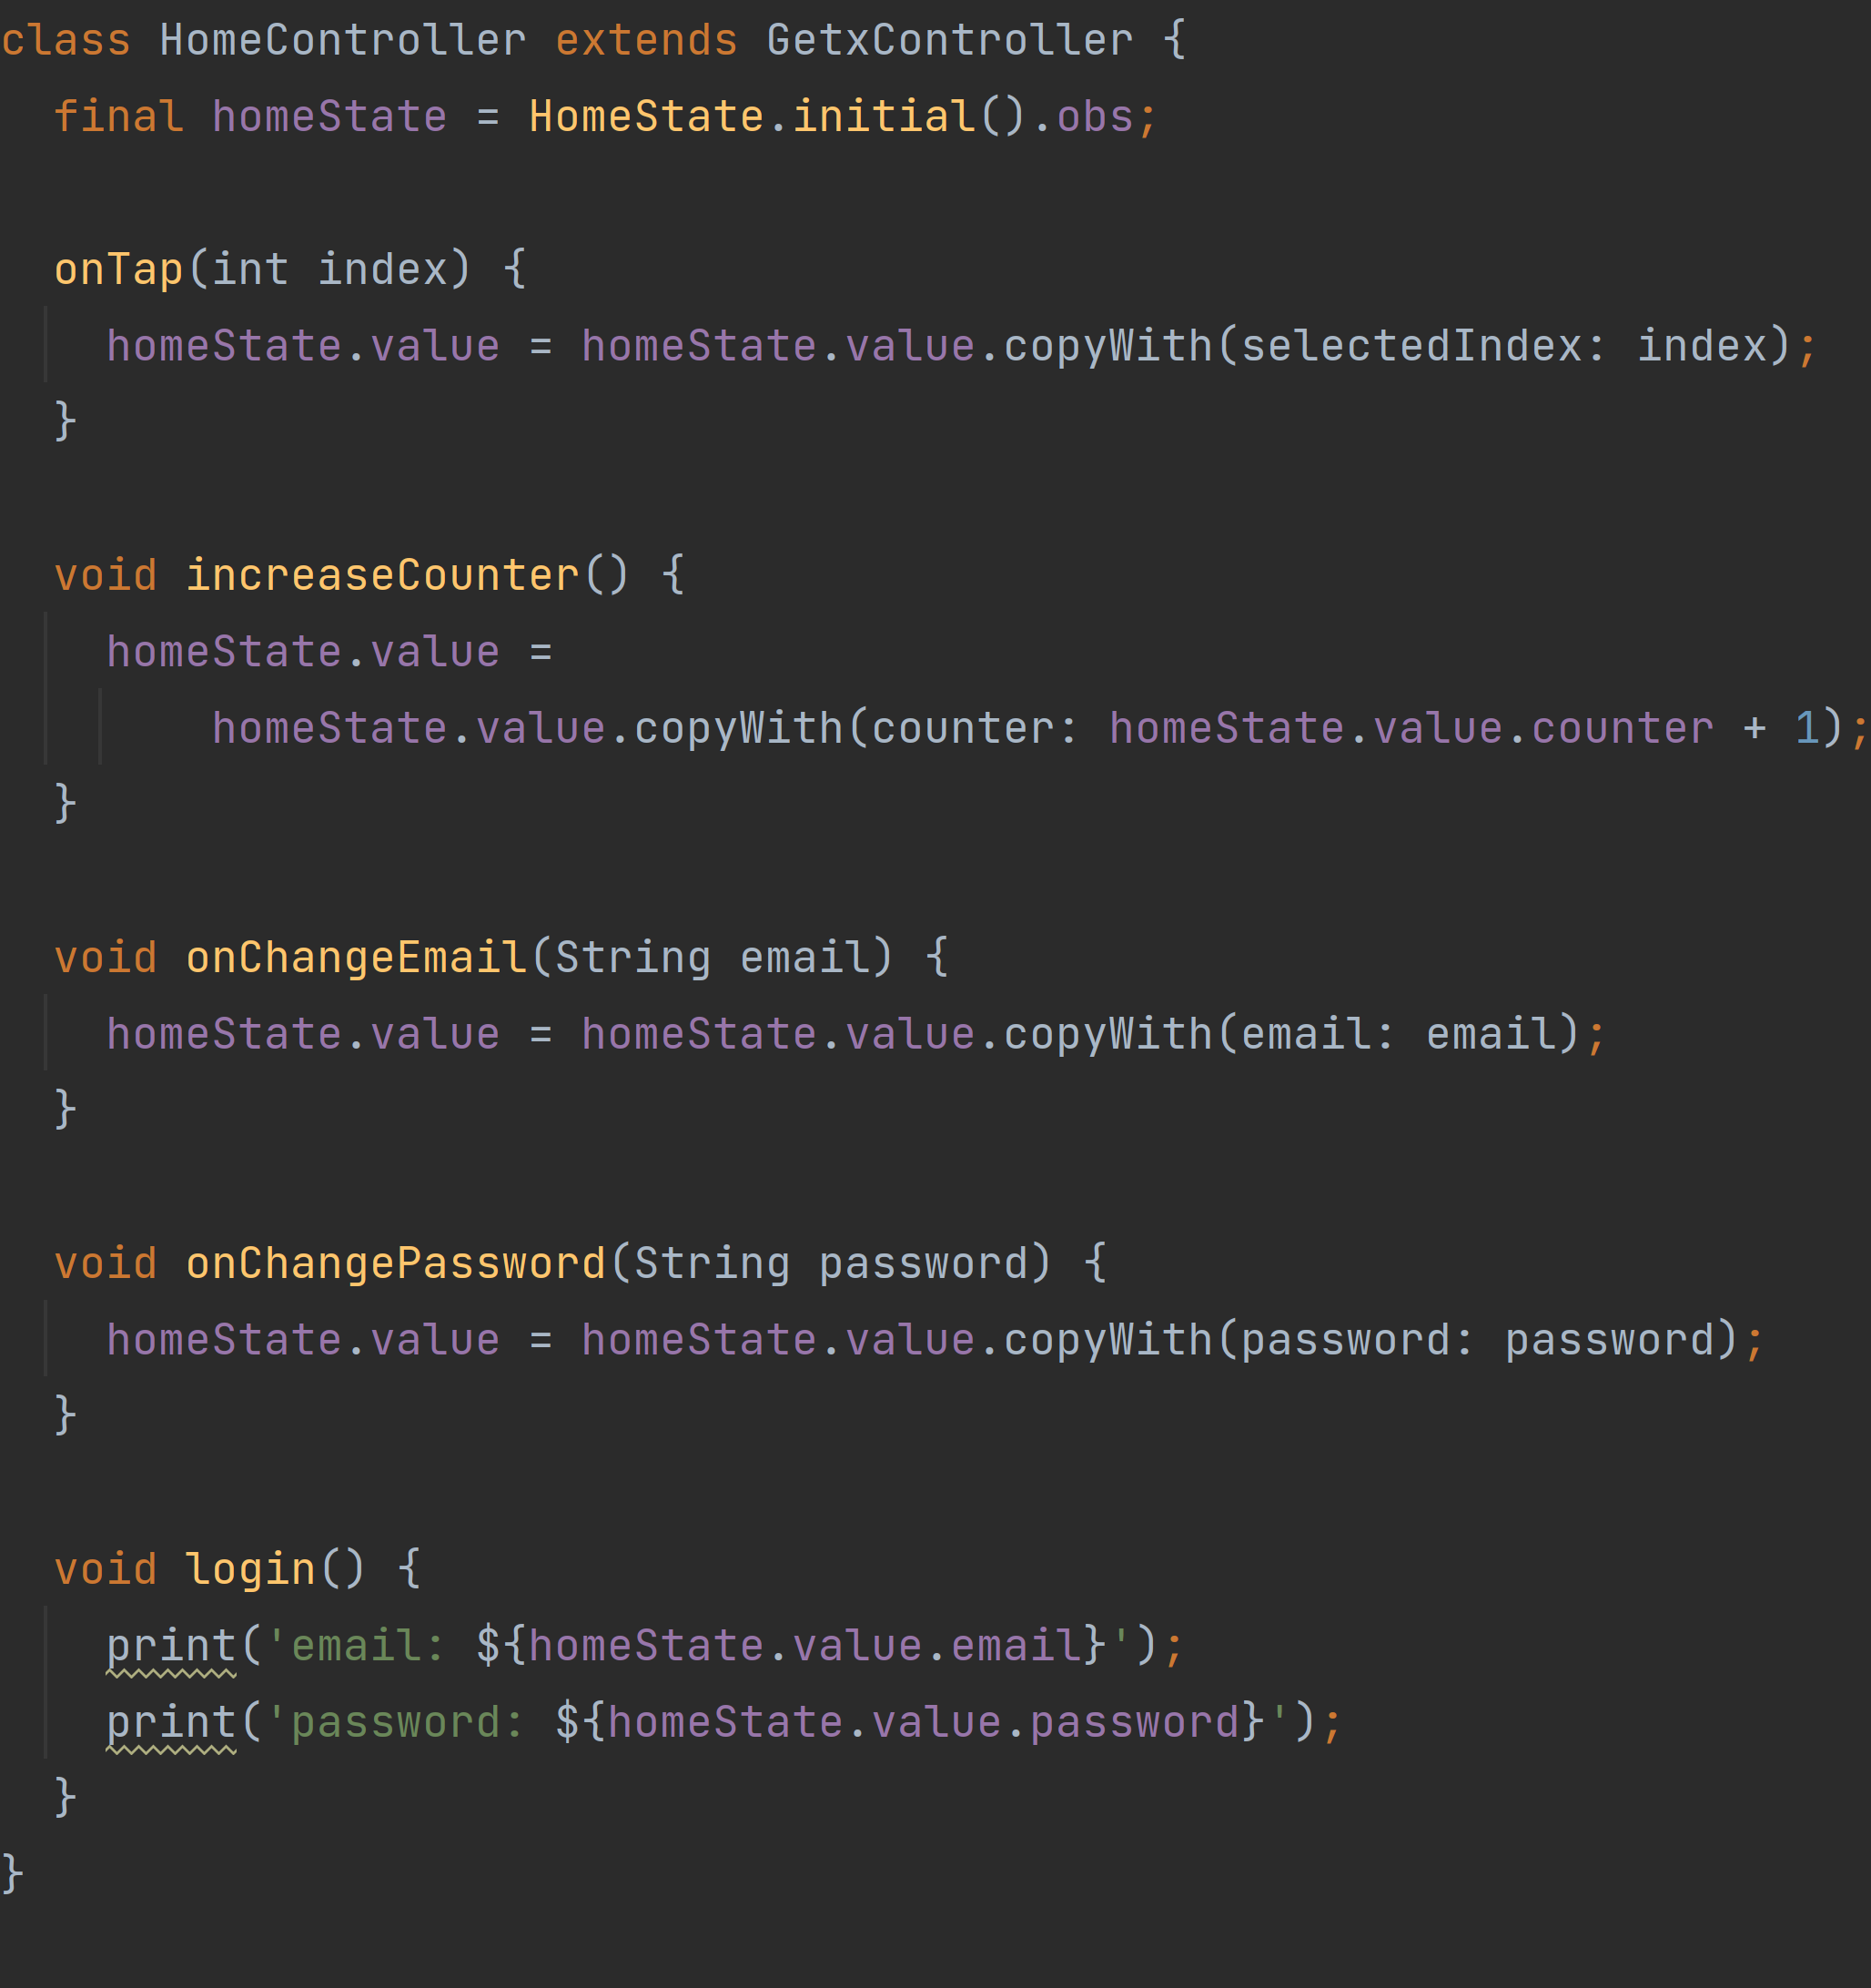 class HomeController extends GetxController {
  final homeState = HomeState.initial().obs;

  onTap(int index) {
    homeState.value = homeState.value.copyWith(selectedIndex: index);
  }

  void increaseCounter() {
    homeState.value =
        homeState.value.copyWith(counter: homeState.value.counter + 1);
  }

  void onChangeEmail(String email) {
    homeState.value = homeState.value.copyWith(email: email);
  }

  void onChangePassword(String password) {
    homeState.value = homeState.value.copyWith(password: password);
  }

  void login() {
    print('email: ${homeState.value.email}');
    print('password: ${homeState.value.password}');
  }
}